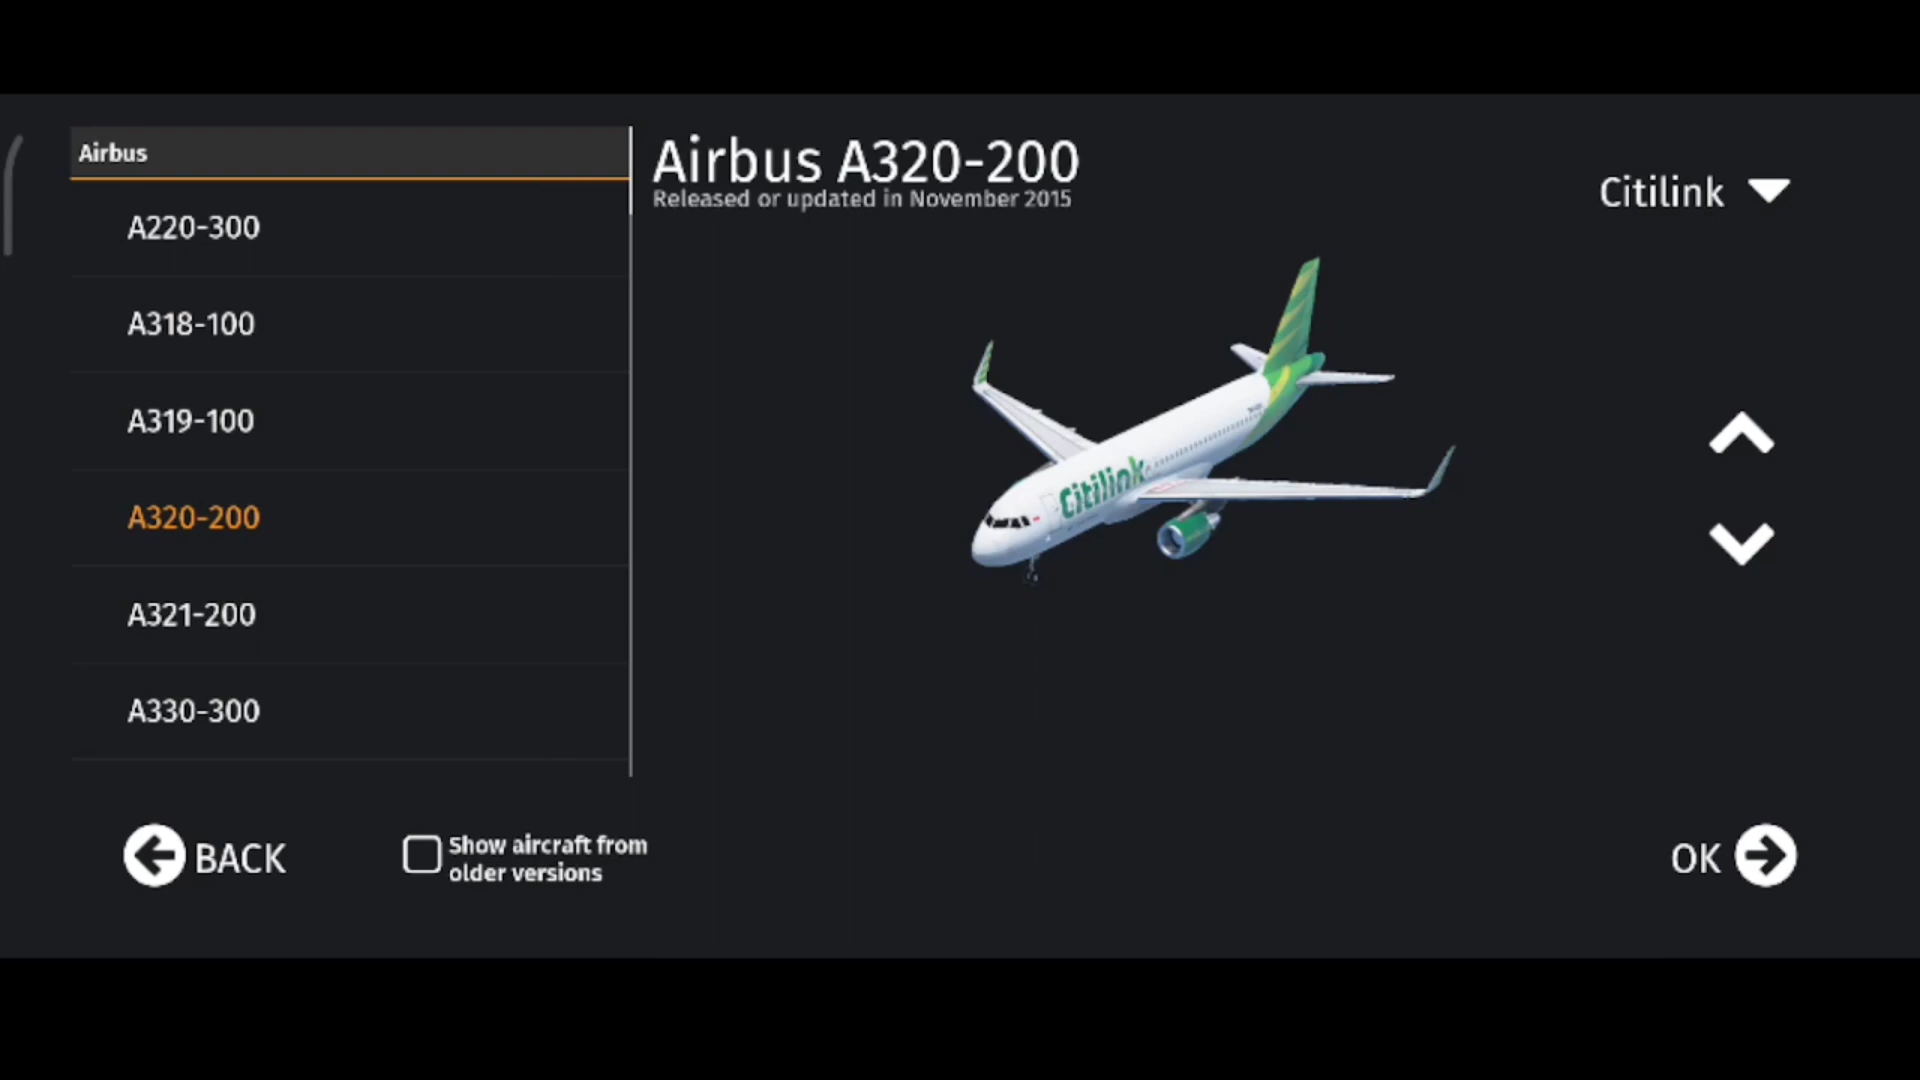 Airbus
A220-300
A318-100
A319-100
A320-200
A321-200
A330-300
Airbus A320-200
Released or updated in November 2015
Citilink
Citilink
BACK
Show aircraft from
older versions
OK